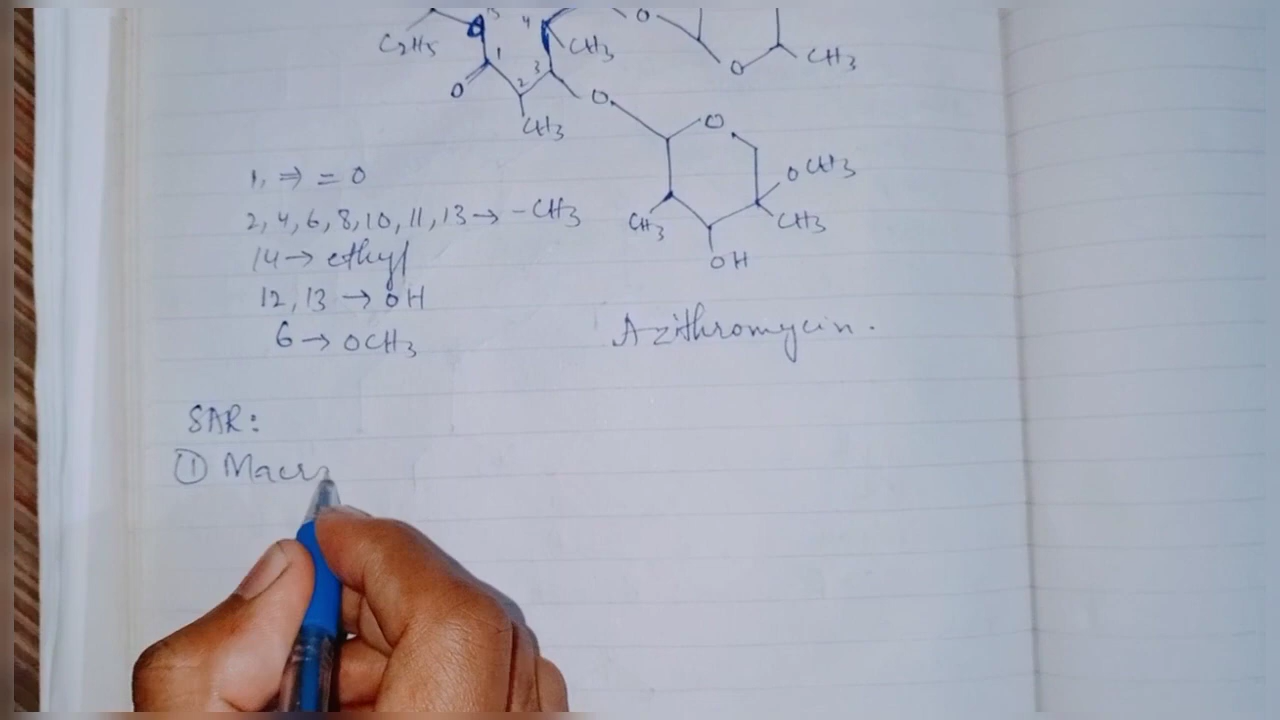 15 4 O
C2H5 CH3 CH3
1 3 O
O 2 O
CH3 O
1, ⇒ = O OCH3
2, 4, 6, 8, 10, 11, 13 → -CH3 CH3 CH3
14 → ethyl OH
12, 13 → OH
6 → OCH3 Azithromycin.
SAR:
① Macr